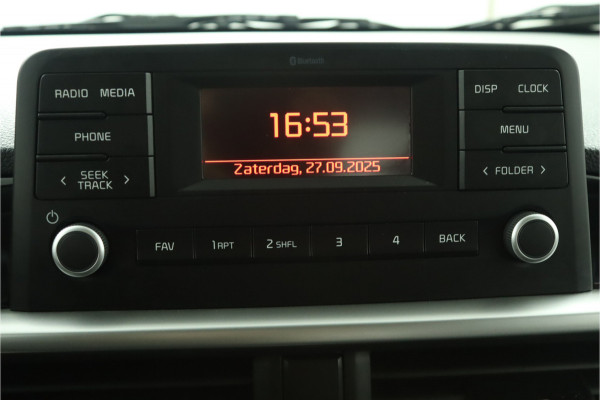 Bluetooth
RADIO MEDIA
PHONE
< SEEK TRACK >
16:53
Zaterdag, 27.09.2025
DISP CLOCK
MENU
< FOLDER >
FAV 1 RPT 2 SHFL 3 4 BACK